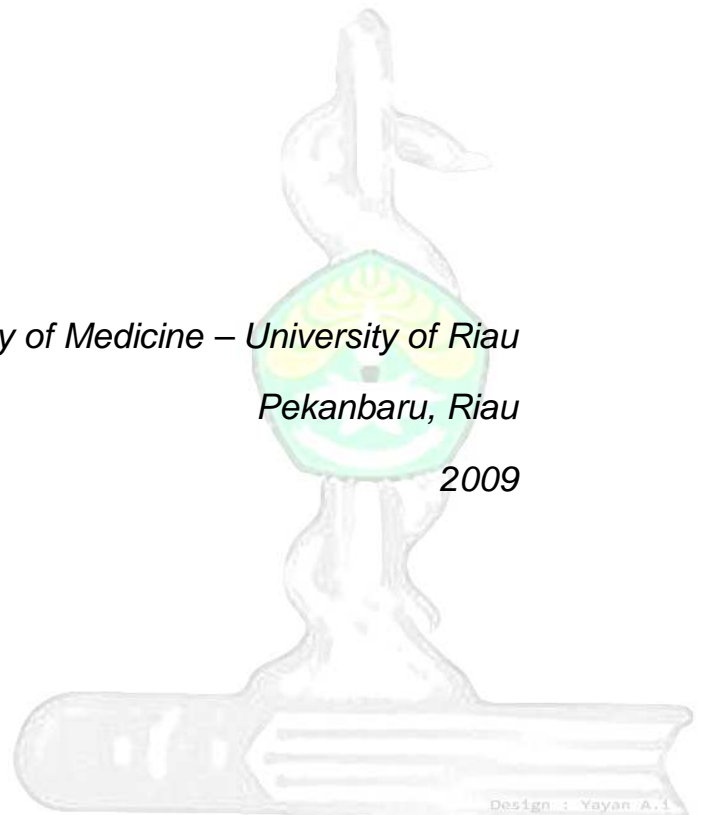 y of Medicine – University of Riau
Pekanbaru, Riau
2009
Design : Yayan A.i